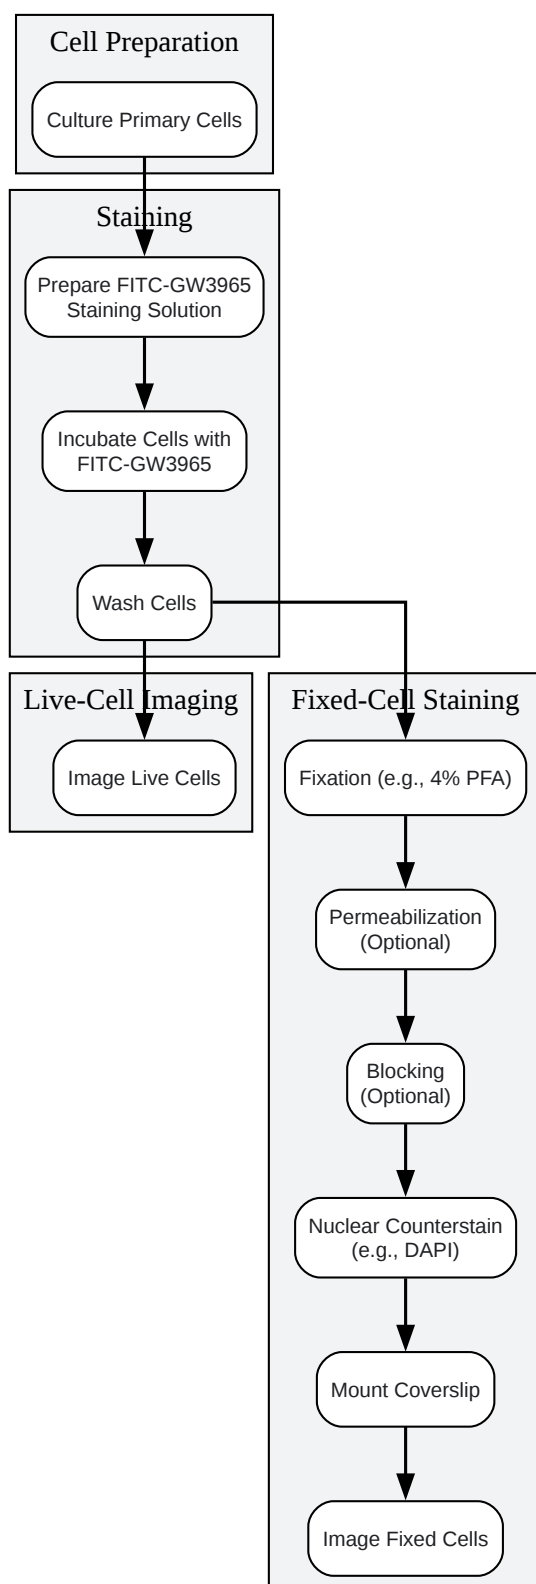 Cell Preparation
Culture Primary Cells
Staining
Prepare FITC-GW3965
Staining Solution
Incubate Cells with
FITC-GW3965
Wash Cells
Live-Cell Imaging
Image Live Cells
Fixed-Cell Staining
Fixation (e.g., 4% PFA)
Permeabilization
(Optional)
Blocking
(Optional)
Nuclear Counterstain
(e.g., DAPI)
Mount Coverslip
Image Fixed Cells